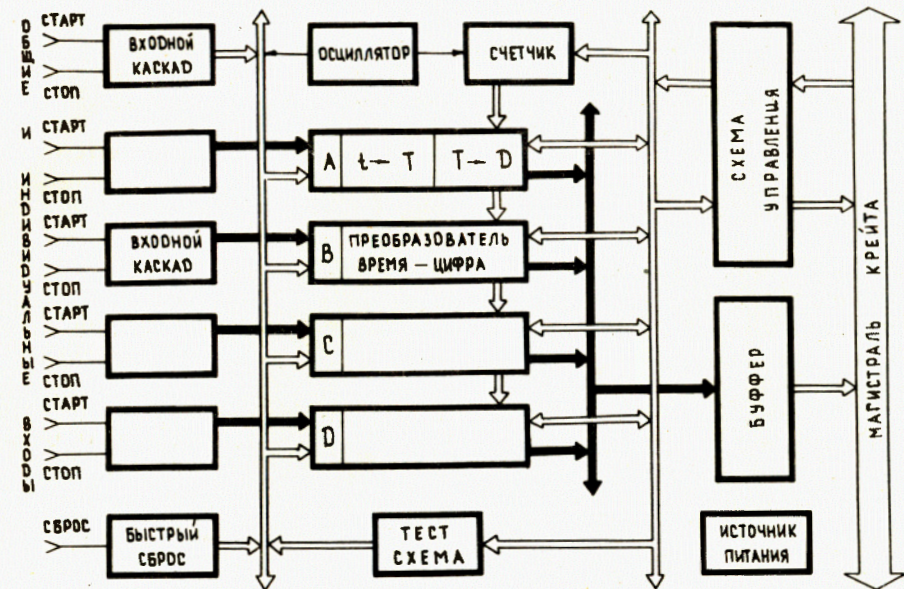 ОБЩИЕ И ИНДИВИДУАЛЬНЫЕ ВХОДЫ
СТАРТ
СТОП
ВХОДНОЙ
КАСКАД
ОСЦИЛЛЯТОР
СЧЕТЧИК
СТАРТ
СТОП
A
t ← T
T ← D
СТАРТ
СТОП
ВХОДНОЙ
КАСКАД
B
ПРЕОБРАЗОВАТЕЛЬ
ВРЕМЯ — ЦИФРА
СТАРТ
СТОП
C
СТАРТ
СТОП
D
СБРОС
БЫСТРЫЙ
СБРОС
ТЕСТ
СХЕМА
СХЕМА
УПРАВЛЕНИЯ
БУФФЕР
ИСТОЧНИК
ПИТАНИЯ
МАГИСТРАЛЬ КРЕЙТА